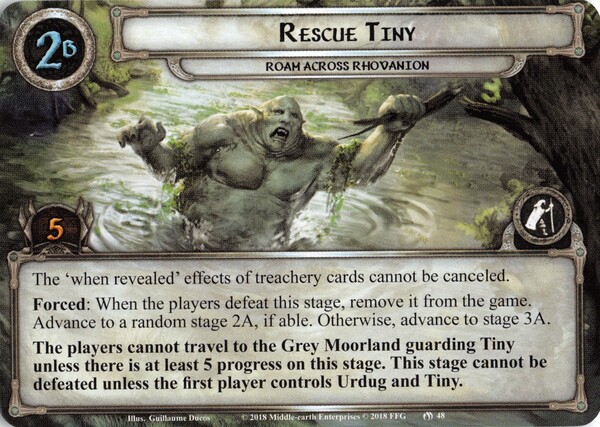 2B
Rescue Tiny
Roam Across Rhovanion
5
The ‘when revealed’ effects of treachery cards cannot be canceled.
Forced: When the players defeat this stage, remove it from the game.
Advance to a random stage 2A, if able. Otherwise, advance to stage 3A.
The players cannot travel to the Grey Moorland guarding Tiny
unless there is at least 5 progress on this stage. This stage cannot be
defeated unless the first player controls Urdug and Tiny.
Illus. Guillaume Ducos © 2018 Middle-earth Enterprises © 2018 FFG 48